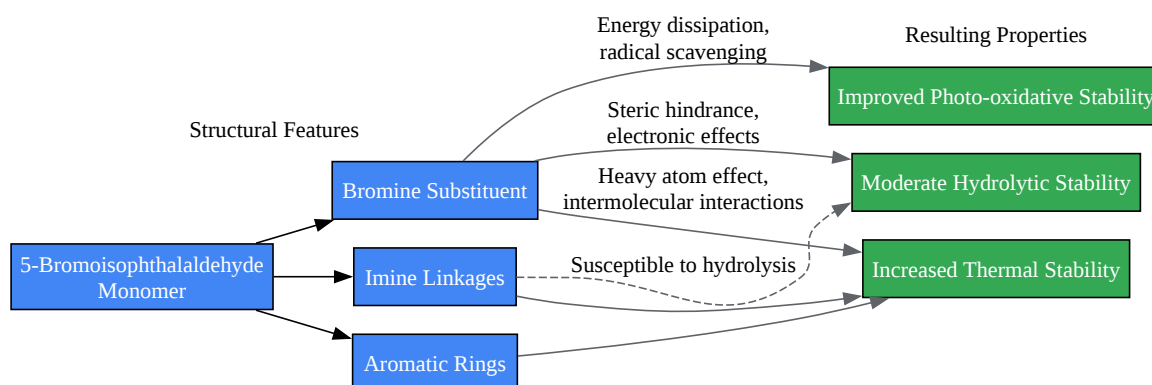 Energy dissipation,
radical scavenging
Resulting Properties
Improved Photo-oxidative Stability
Structural Features
Steric hindrance,
electronic effects
Bromine Substituent
Heavy atom effect,
intermolecular interactions
Moderate Hydrolytic Stability
5-Bromoisophthalaldehyde
Monomer
Imine Linkages
Susceptible to hydrolysis
Increased Thermal Stability
Aromatic Rings